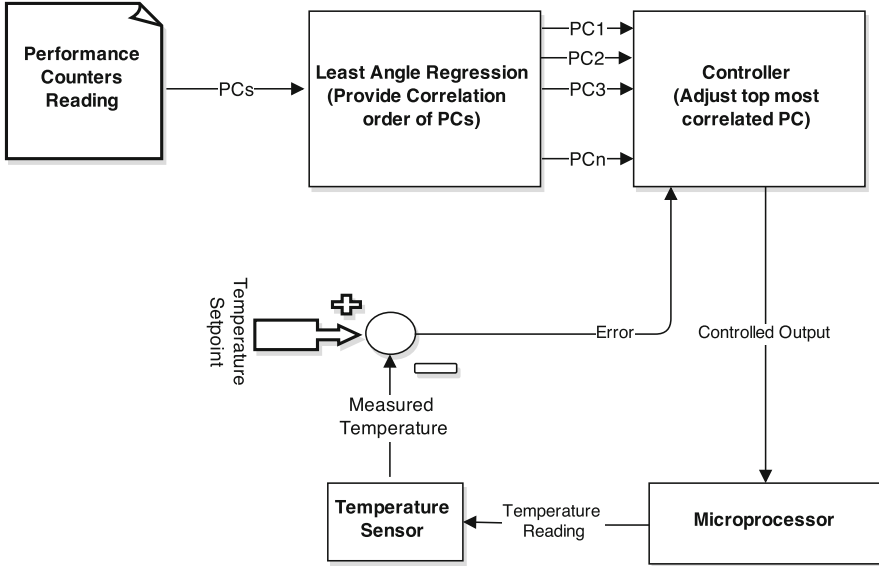 Performance
Counters
Reading
PCs
Least Angle Regression
(Provide Correlation
order of PCs)
PC1
PC2
PC3
PCn
Controller
(Adjust top most
correlated PC)
Temperature
Setpoint
Error
Controlled Output
Measured
Temperature
Temperature
Sensor
Temperature
Reading
Microprocessor